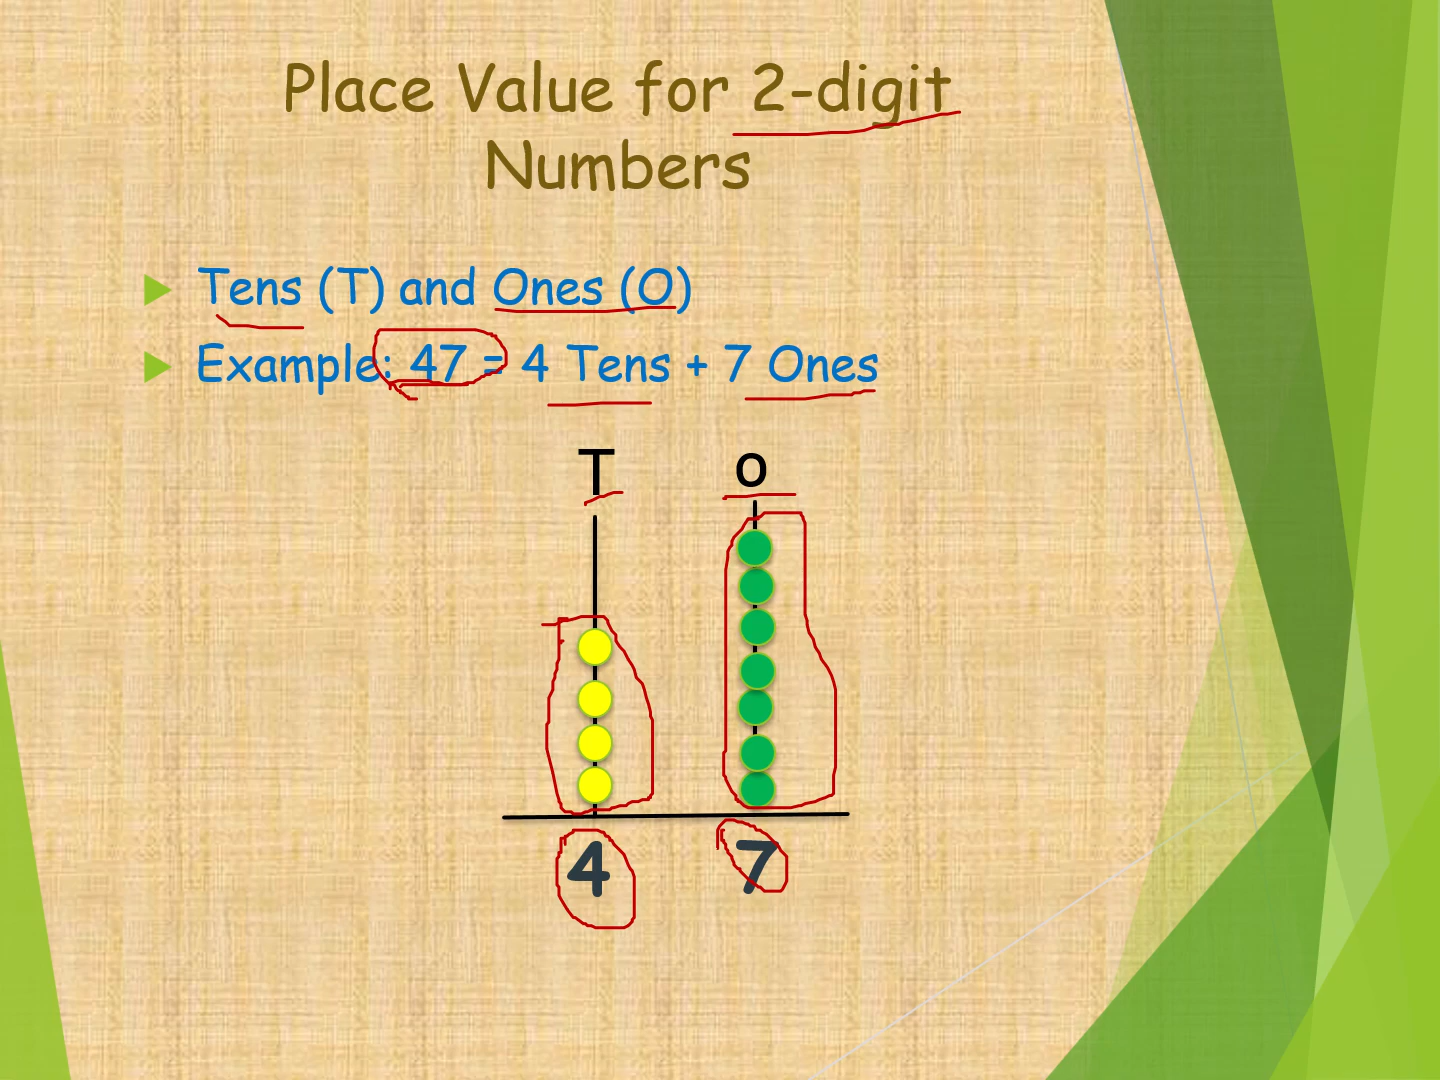 Place Value for 2-digit
Numbers
Tens (T) and Ones (O)
Example: 47 = 4 Tens + 7 Ones
T O
4 7